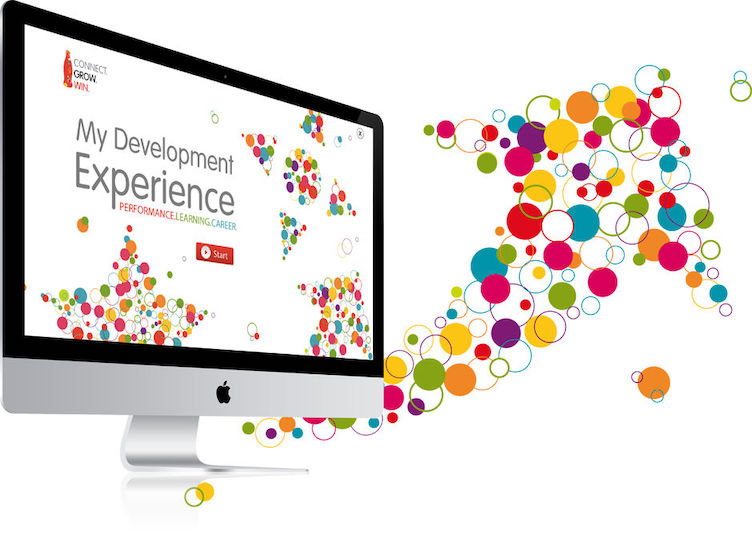 CONNECT.
GROW.
WIN.
My Development
Experience
PERFORMANCE.LEARNING.CAREER
Start